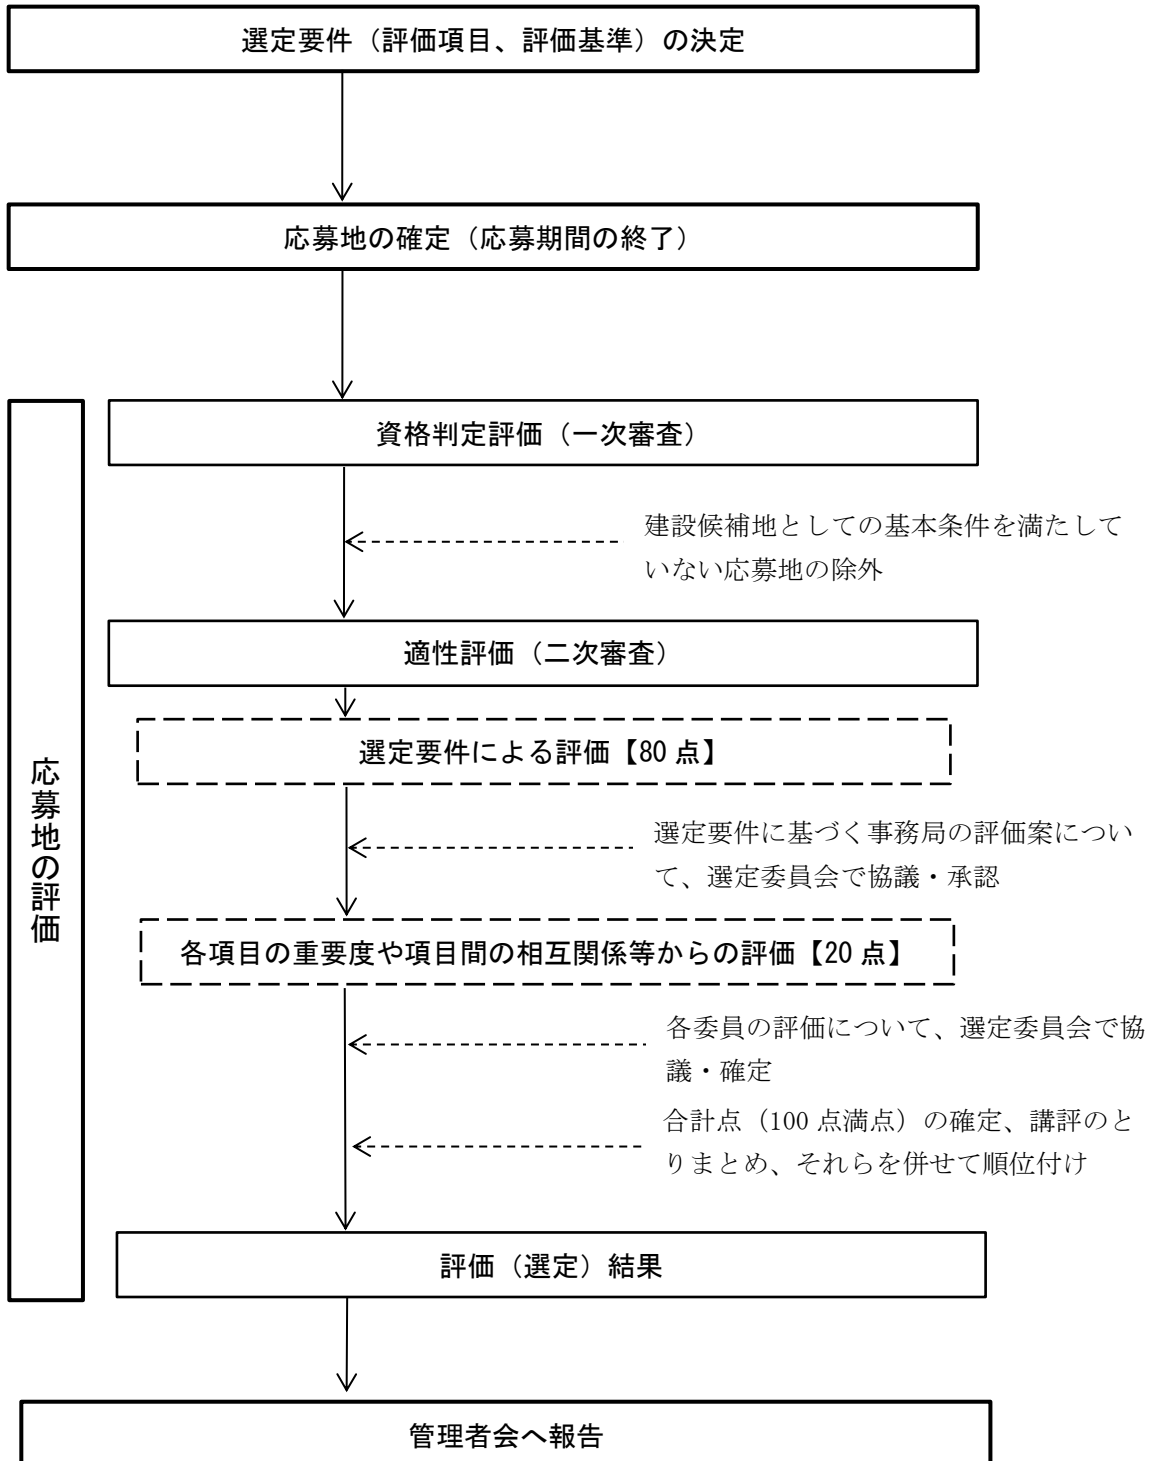 選定要件（評価項目、評価基準）の決定
応募地の確定（応募期間の終了）
応募地の評価
資格判定評価（一次審査）
建設候補地としての基本条件を満たして
いない応募地の除外
適性評価（二次審査）
選定要件による評価【80点】
選定要件に基づく事務局の評価案につい
て、選定委員会で協議・承認
各項目の重要度や項目間の相互関係等からの評価【20点】
各委員の評価について、選定委員会で協
議・確定
合計点（100点満点）の確定、講評のと
りまとめ、それらを併せて順位付け
評価（選定）結果
管理者会へ報告